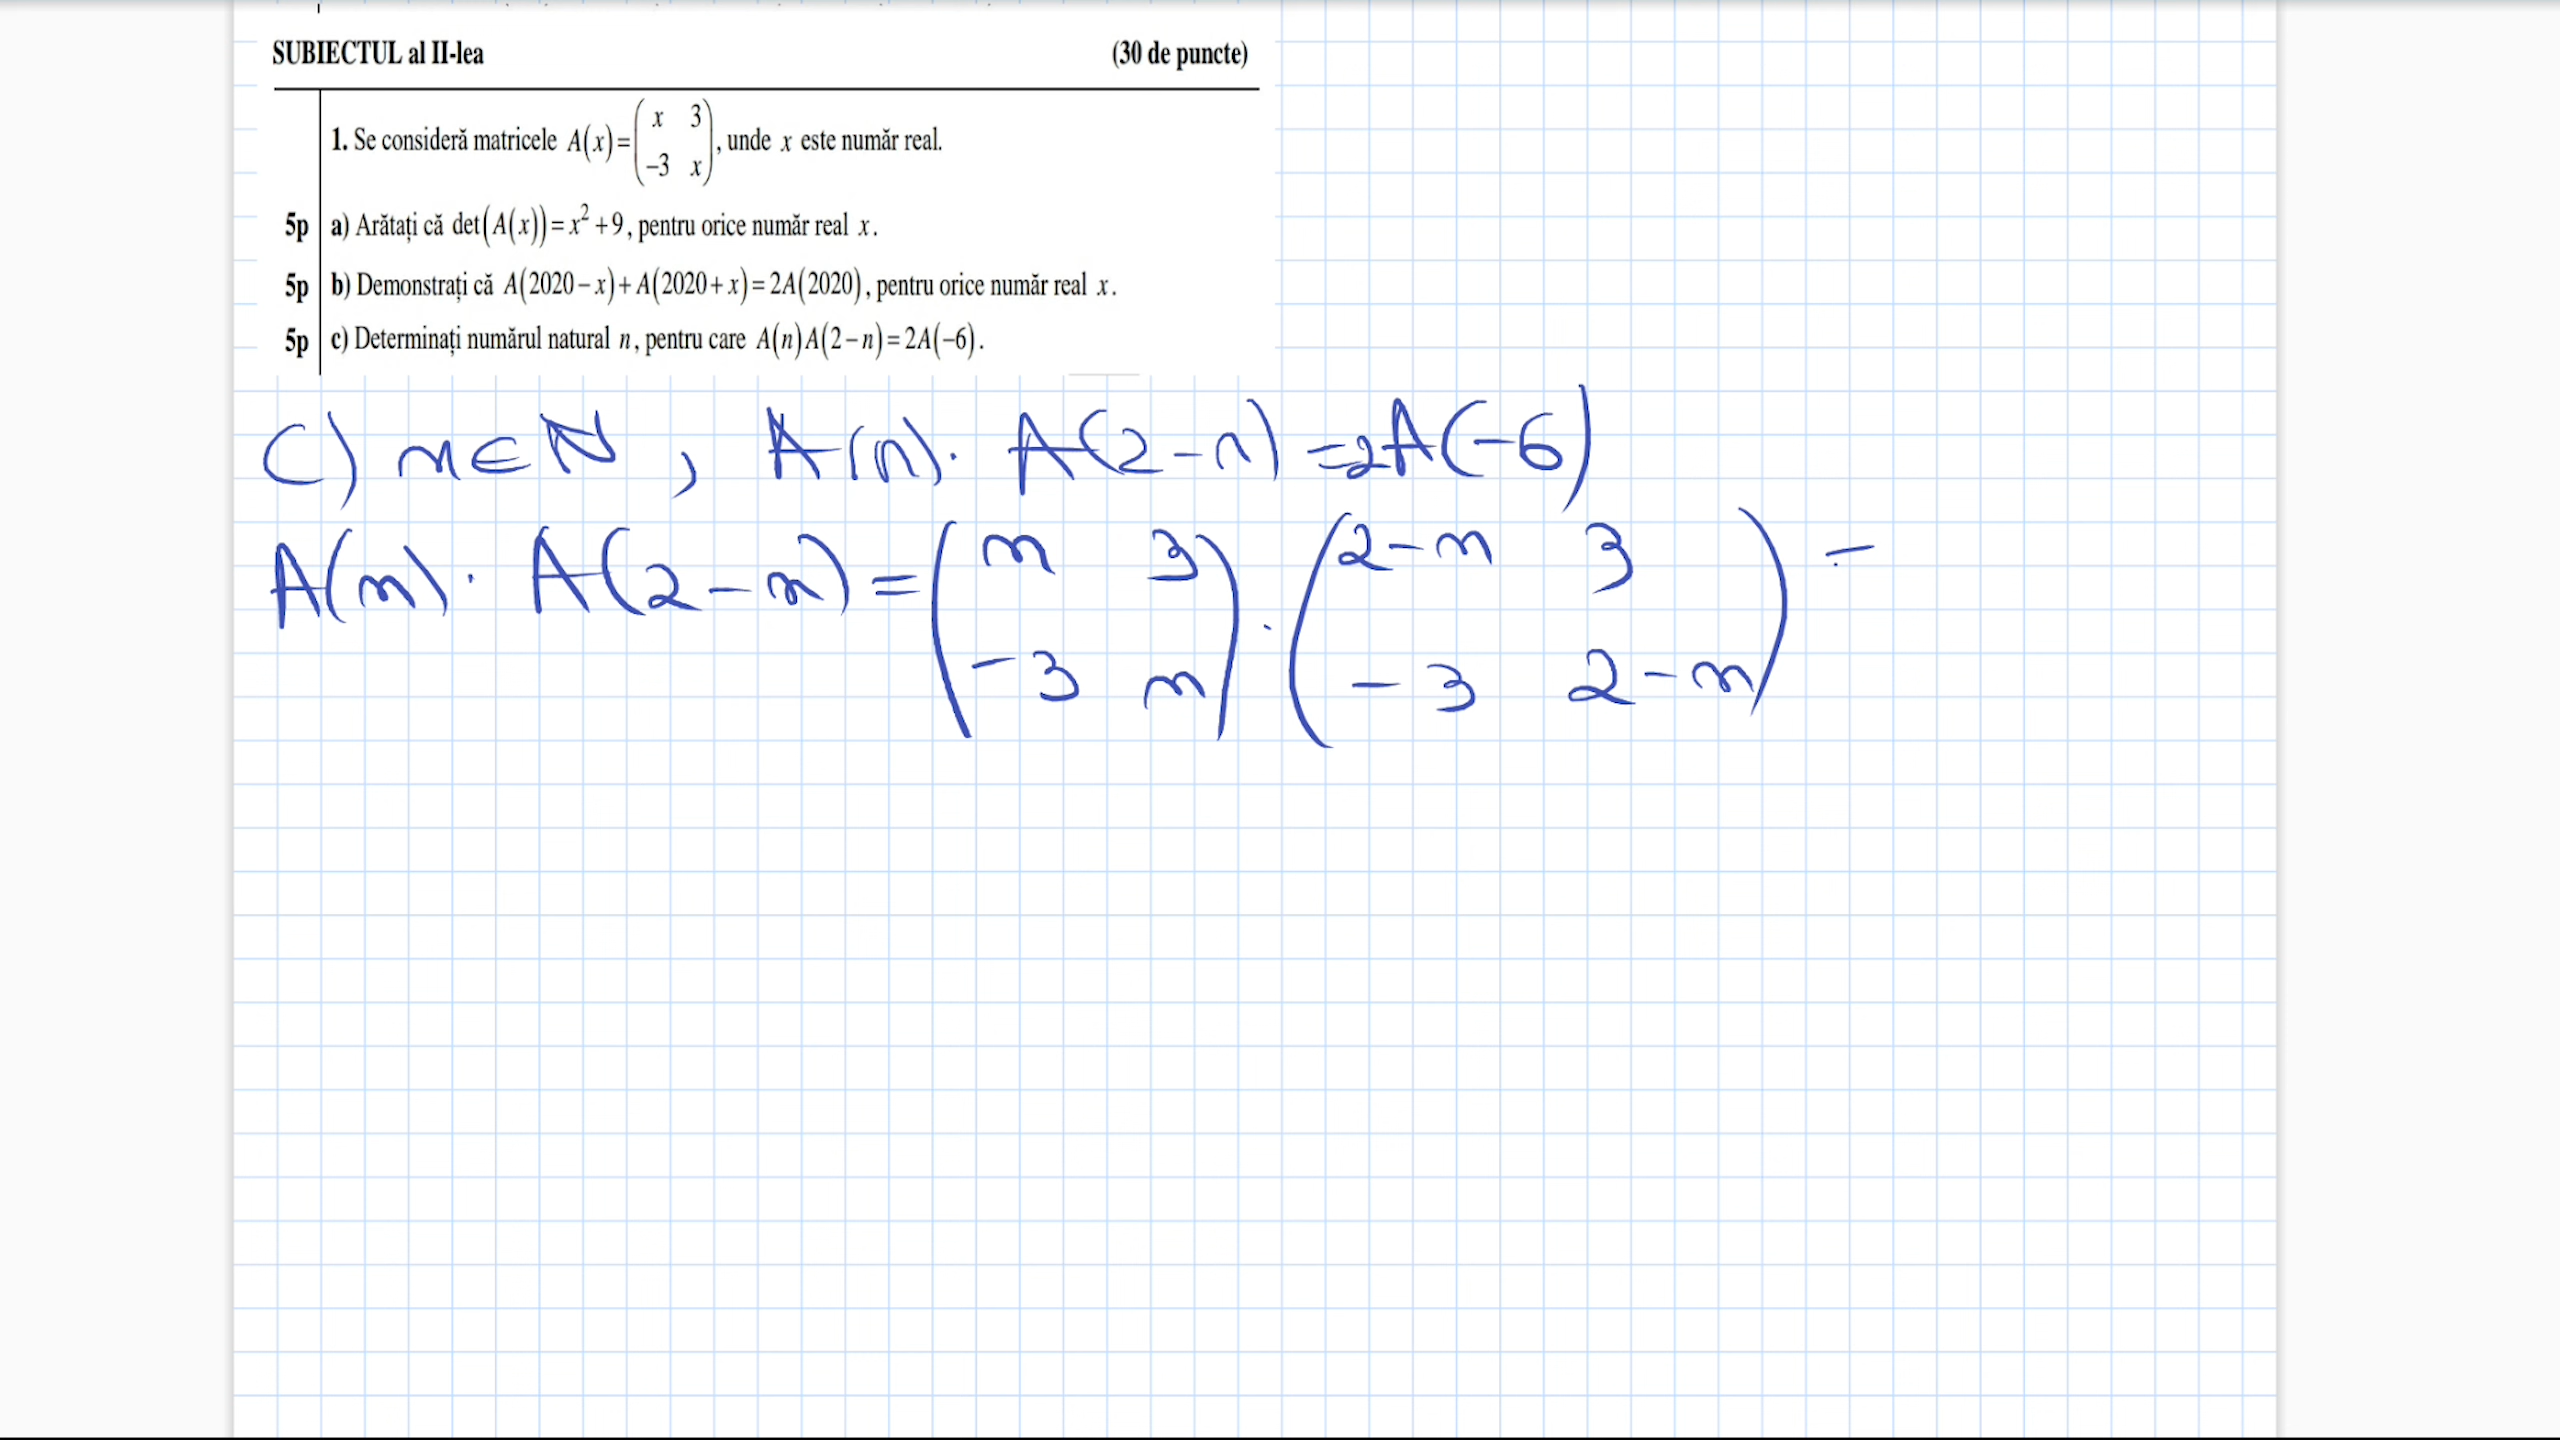 SUBIECTUL al II-lea (30 de puncte)
1. Se consideră matricele A(x)=(x 3 -3 x), unde x este număr real.
5p a) Arătați că det(A(x))=x²+9, pentru orice număr real x.
5p b) Demonstrați că A(2020−x)+A(2020+x)=2A(2020), pentru orice număr real x.
5p c) Determinați numărul natural n, pentru care A(n)A(2−n)=2A(−6).
C) n∈N, A(n)·A(2-n)=2A(-6)
A(n)·A(2-n)=(n 3 -3 n)·(2-n 3 -3 2-n)=